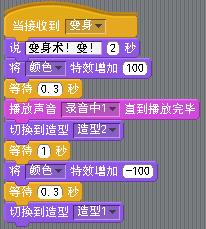 当接收到 变身
说 变身术！变！ 2 秒
将 颜色 特效增加 100
等待 0.3 秒
播放声音 录音中1 直到播放完毕
切换到造型 造型2
等待 1 秒
将 颜色 特效增加 -100
等待 0.3 秒
切换到造型 造型1